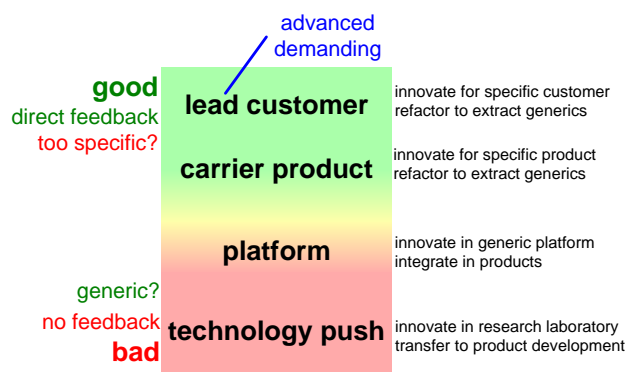 advanced
demanding
good
direct feedback
too specific?
lead customer
innovate for specific customer
refactor to extract generics
carrier product
innovate for specific product
refactor to extract generics
platform
innovate in generic platform
integrate in products
generic?
no feedback
bad
technology push
innovate in research laboratory
transfer to product development